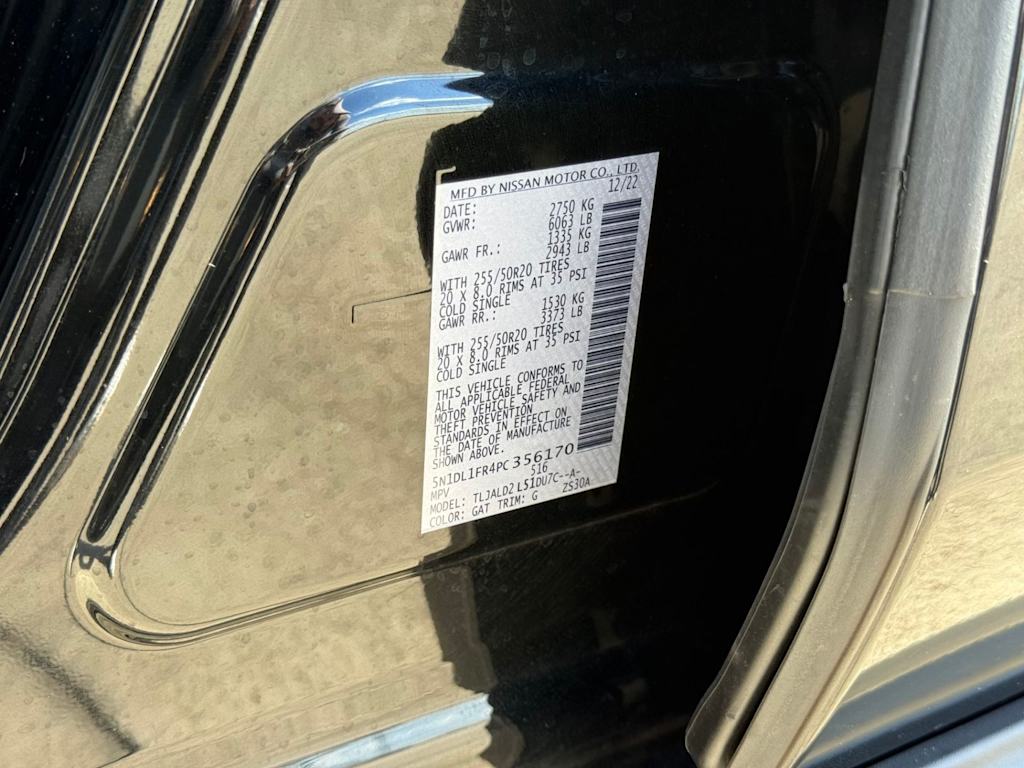 MFD BY NISSAN MOTOR CO., LTD.
DATE: 12/22
GVWR: 2750 KG
6063 LB
GAWR FR.: 1335 KG
2943 LB
WITH 255/50R20 TIRES
20 X 8.0 RIMS AT 35 PSI
COLD SINGLE
GAWR RR.: 1530 KG
3373 LB
WITH 255/50R20 TIRES
20 X 8.0 RIMS AT 35 PSI
COLD SINGLE
THIS VEHICLE CONFORMS TO
ALL APPLICABLE FEDERAL
MOTOR VEHICLE SAFETY AND
THEFT PREVENTION
STANDARDS IN EFFECT ON
THE DATE OF MANUFACTURE
SHOWN ABOVE.
5N1DL1FR4PC356170
MPV 516
MODEL: TLJALD2 L51DU7C--A-
COLOR: GAT TRIM: G ZS30A